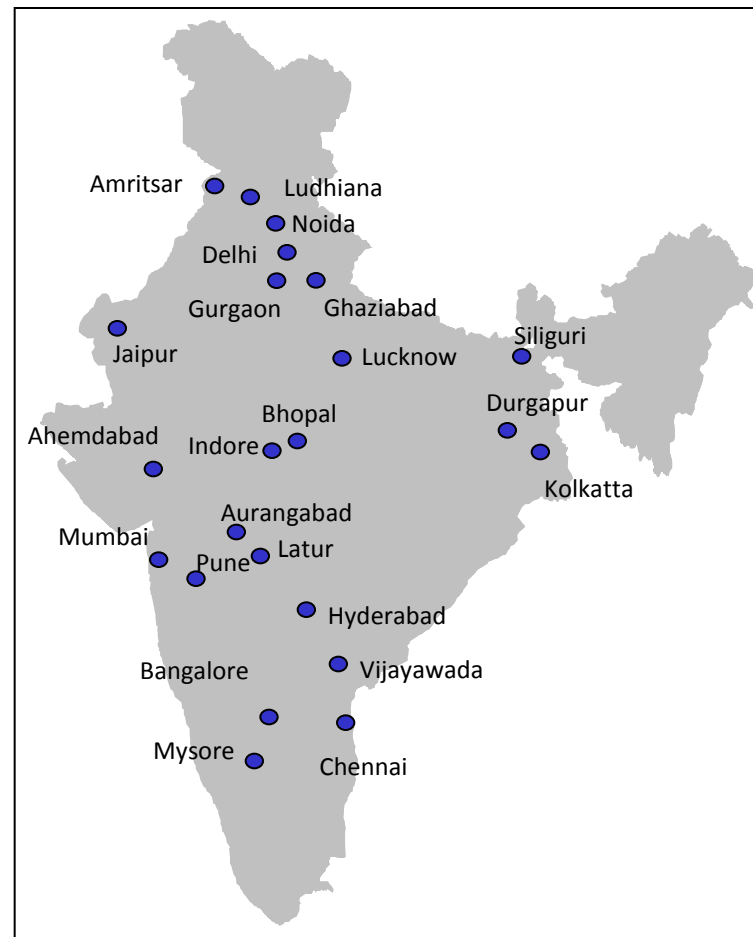 Amritsar
Ludhiana
Noida
Delhi
Gurgaon
Ghaziabad
Jaipur
Lucknow
Siliguri
Durgapur
Kolkatta
Bhopal
Indore
Ahemdabad
Aurangabad
Mumbai
Latur
Pune
Hyderabad
Vijayawada
Bangalore
Mysore
Chennai